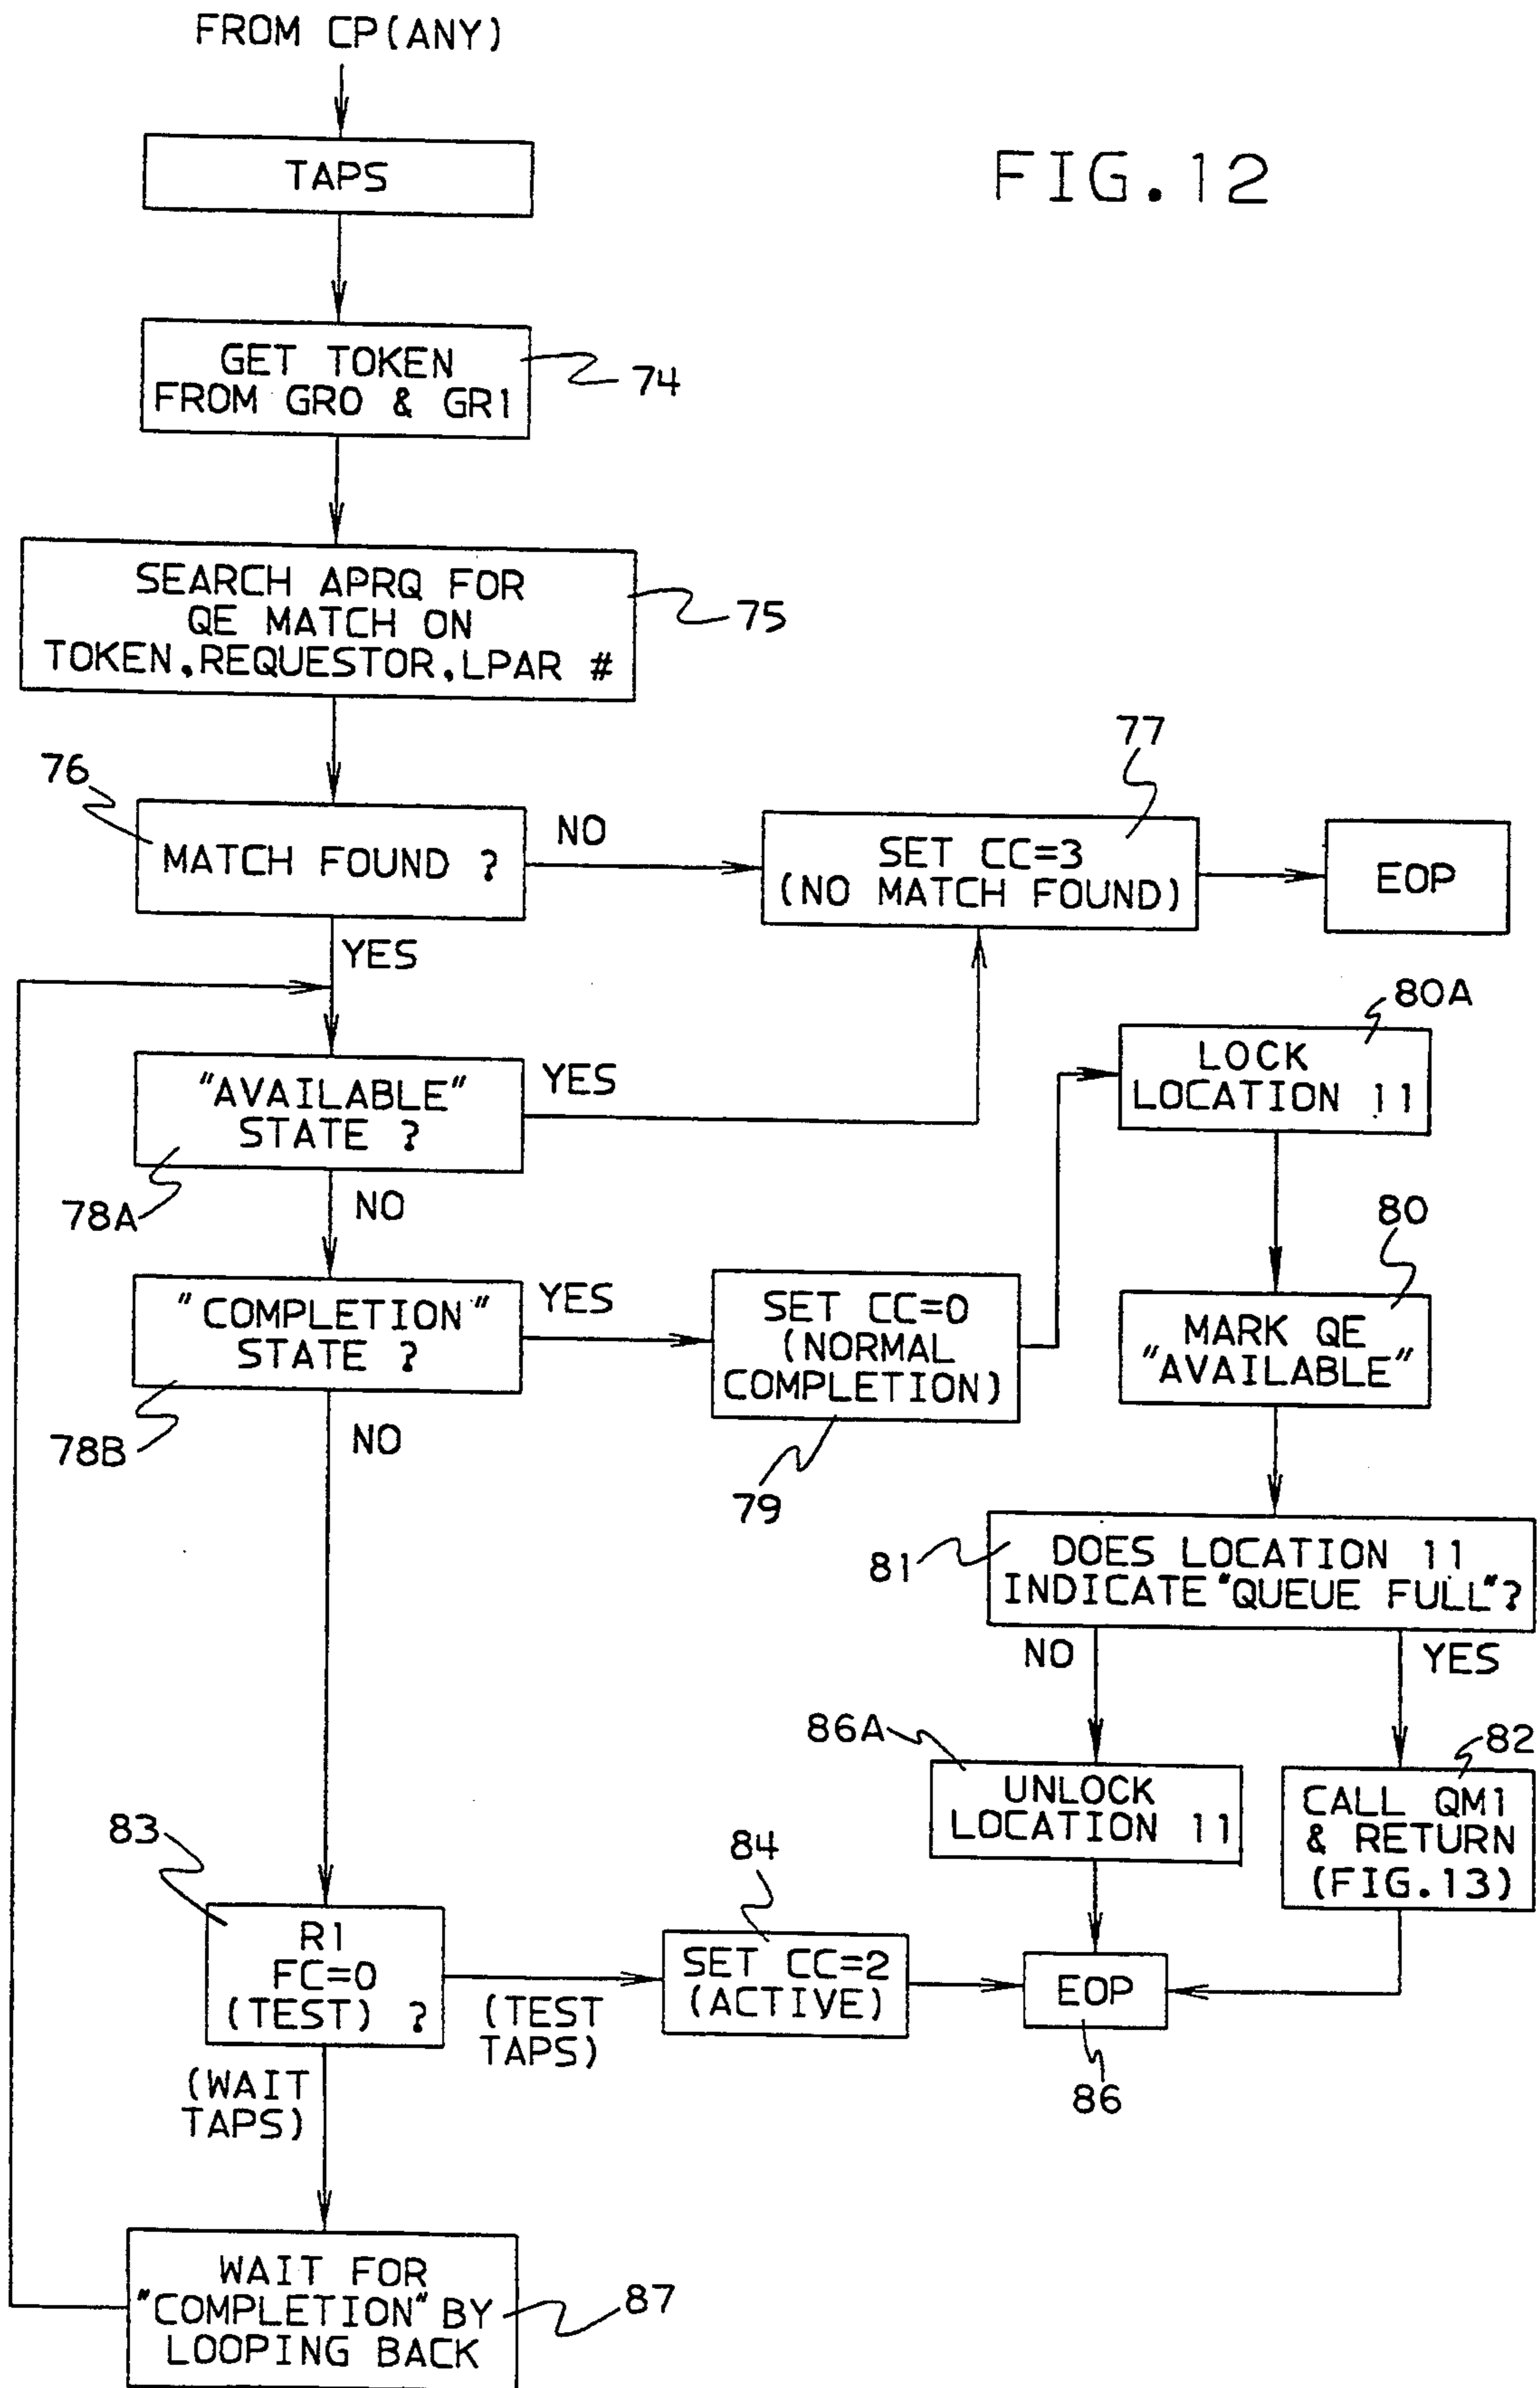 FROM CP(ANY)
TAPS
FIG.12
GET TOKEN
FROM GR0 & GR1
74
SEARCH APRQ FOR
QE MATCH ON
TOKEN,REQUESTOR,LPAR #
75
76
MATCH FOUND ?
NO
77
SET CC=3
(NO MATCH FOUND)
EOP
YES
"AVAILABLE"
STATE ?
YES
78A
NO
80A
LOCK
LOCATION 11
80
MARK QE
"AVAILABLE"
"COMPLETION"
STATE ?
YES
78B
NO
SET CC=0
(NORMAL
COMPLETION)
79
81
DOES LOCATION 11
INDICATE "QUEUE FULL"?
NO
YES
86A
UNLOCK
LOCATION 11
82
CALL QM1
& RETURN
(FIG.13)
83
R1
FC=0
(TEST) ?
(TEST
TAPS)
84
SET CC=2
(ACTIVE)
EOP
86
(WAIT
TAPS)
WAIT FOR
"COMPLETION" BY
LOOPING BACK
87